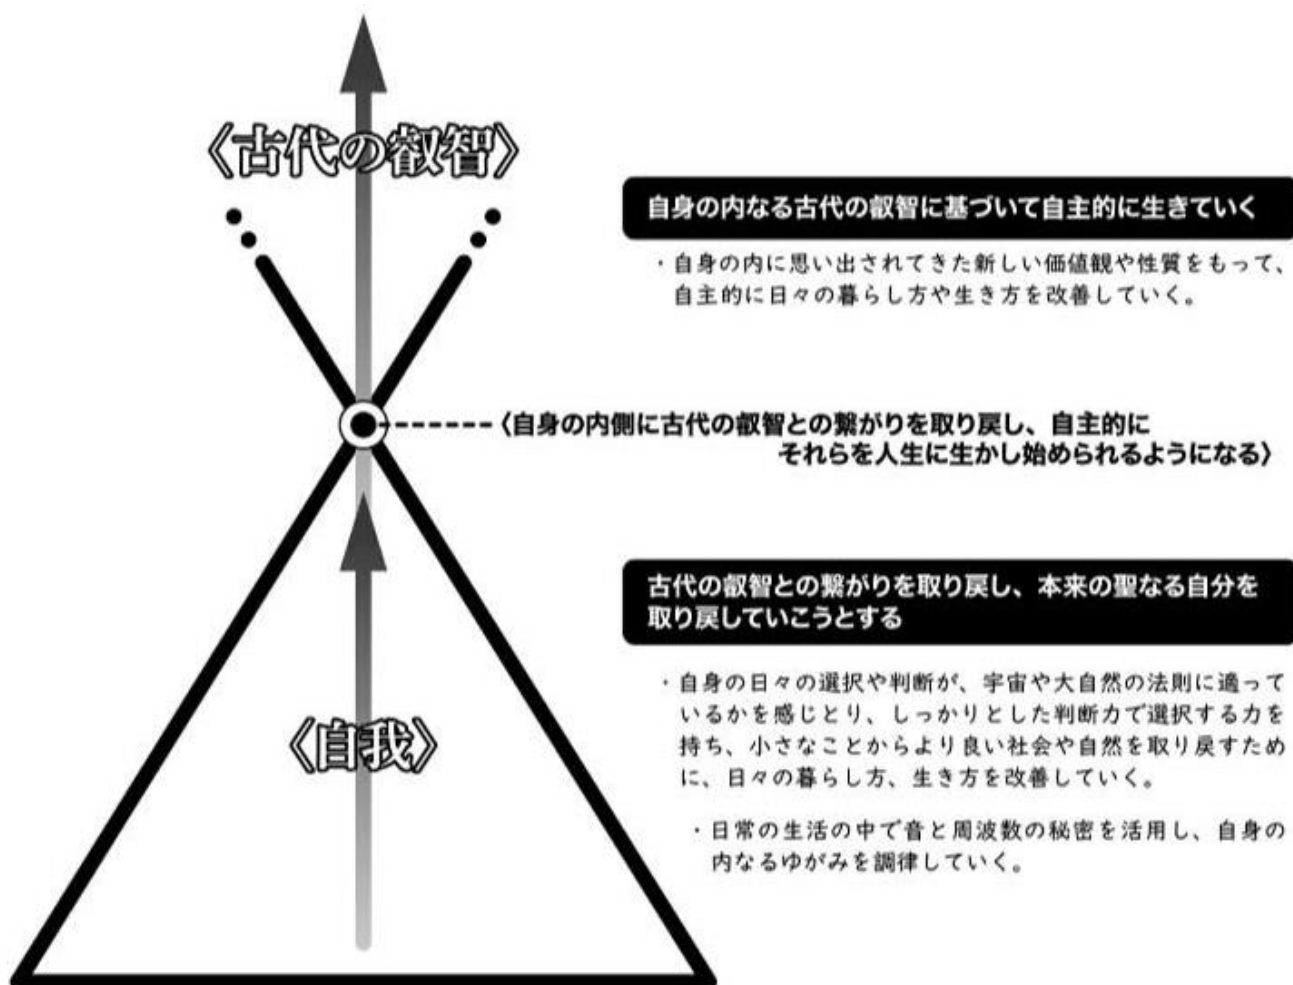 〈古代の叡智〉
自身の内なる古代の叡智に基づいて自主的に生きていく
・自身の内に思い出されてきた新しい価値観や性質をもって、
自主的に日々の暮らし方や生き方を改善していく。
〈自身の内側に古代の叡智との繋がりを取り戻し、自主的に
それらを人生に生かし始められるようになる〉
古代の叡智との繋がりを取り戻し、本来の聖なる自分を
取り戻していこうとする
〈自我〉
・自身の日々の選択や判断が、宇宙や大自然の法則に適って
いるかを感じとり、しっかりとした判断力で選択する力を
持ち、小さなことからより良い社会や自然を取り戻すため
に、日々の暮らし方、生き方を改善していく。
・日常の生活の中で音と周波数の秘密を活用し、自身の
内なるゆがみを調律していく。